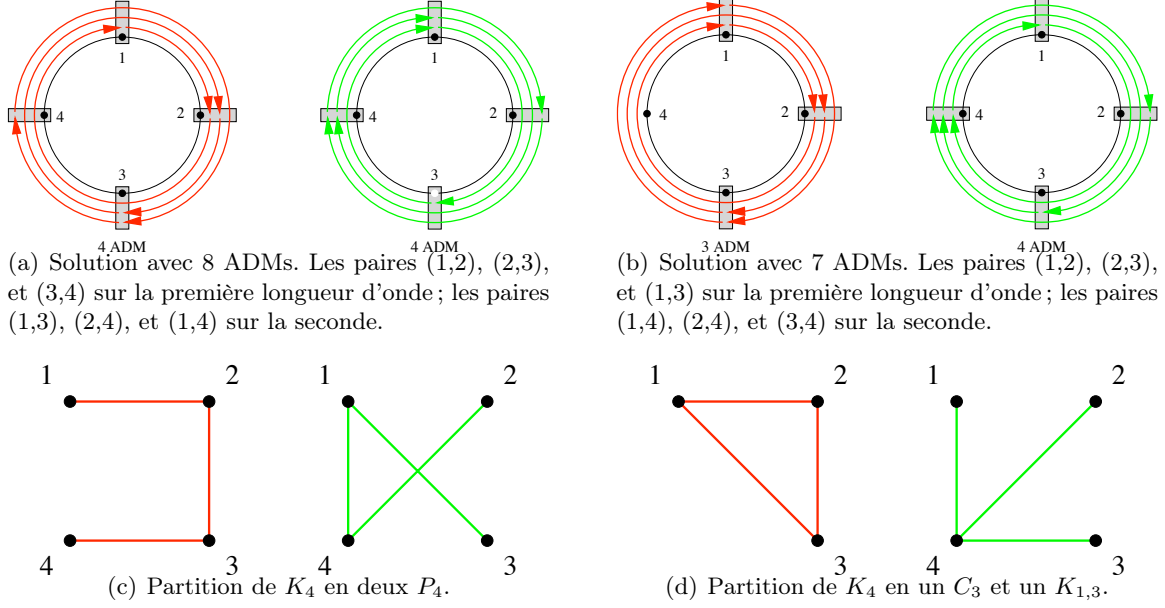 1
4
2
3
4 ADM
1
4
2
3
4 ADM
1
4
2
3
3 ADM
1
4
2
3
4 ADM
(a) Solution avec 8 ADMs. Les paires (1,2), (2,3),
et (3,4) sur la première longueur d'onde ; les paires
(1,3), (2,4), et (1,4) sur la seconde.
(b) Solution avec 7 ADMs. Les paires (1,2), (2,3),
et (1,3) sur la première longueur d'onde ; les paires
(1,4), (2,4), et (3,4) sur la seconde.
1 2
4 3
1 2
4 3
(c) Partition de K4 en deux P4.
1 2
3
1 2
4 3
(d) Partition de K4 en un C3 et un K1,3.